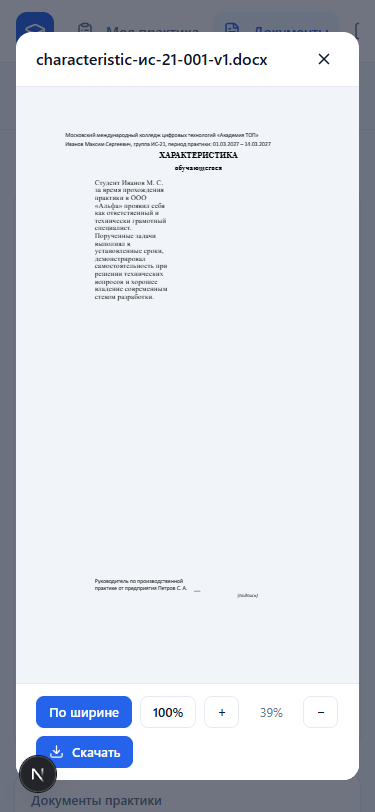 Моя практика Документы
characteristic-ис-21-001-v1.docx
Московский международный колледж цифровых технологий «Академия ТОП»
Иванов Максим Сергеевич, группа ИС-21, период практики: 01.03.2027 – 14.03.2027
ХАРАКТЕРИСТИКА
обучающегося
Студент Иванов М. С.
за время прохождения
практики в ООО
«Альфа» проявил себя
как ответственный и
технически грамотный
специалист.
Порученные задачи
выполнял в
установленные сроки,
демонстрировал
самостоятельность при
решении технических
вопросов и хорошее
владение современным
стеком разработки.
Руководитель по производственной
практике от предприятия Петров С. А. __
(подпись)
По ширине 100% + 39% −
Скачать
N
Документы практики